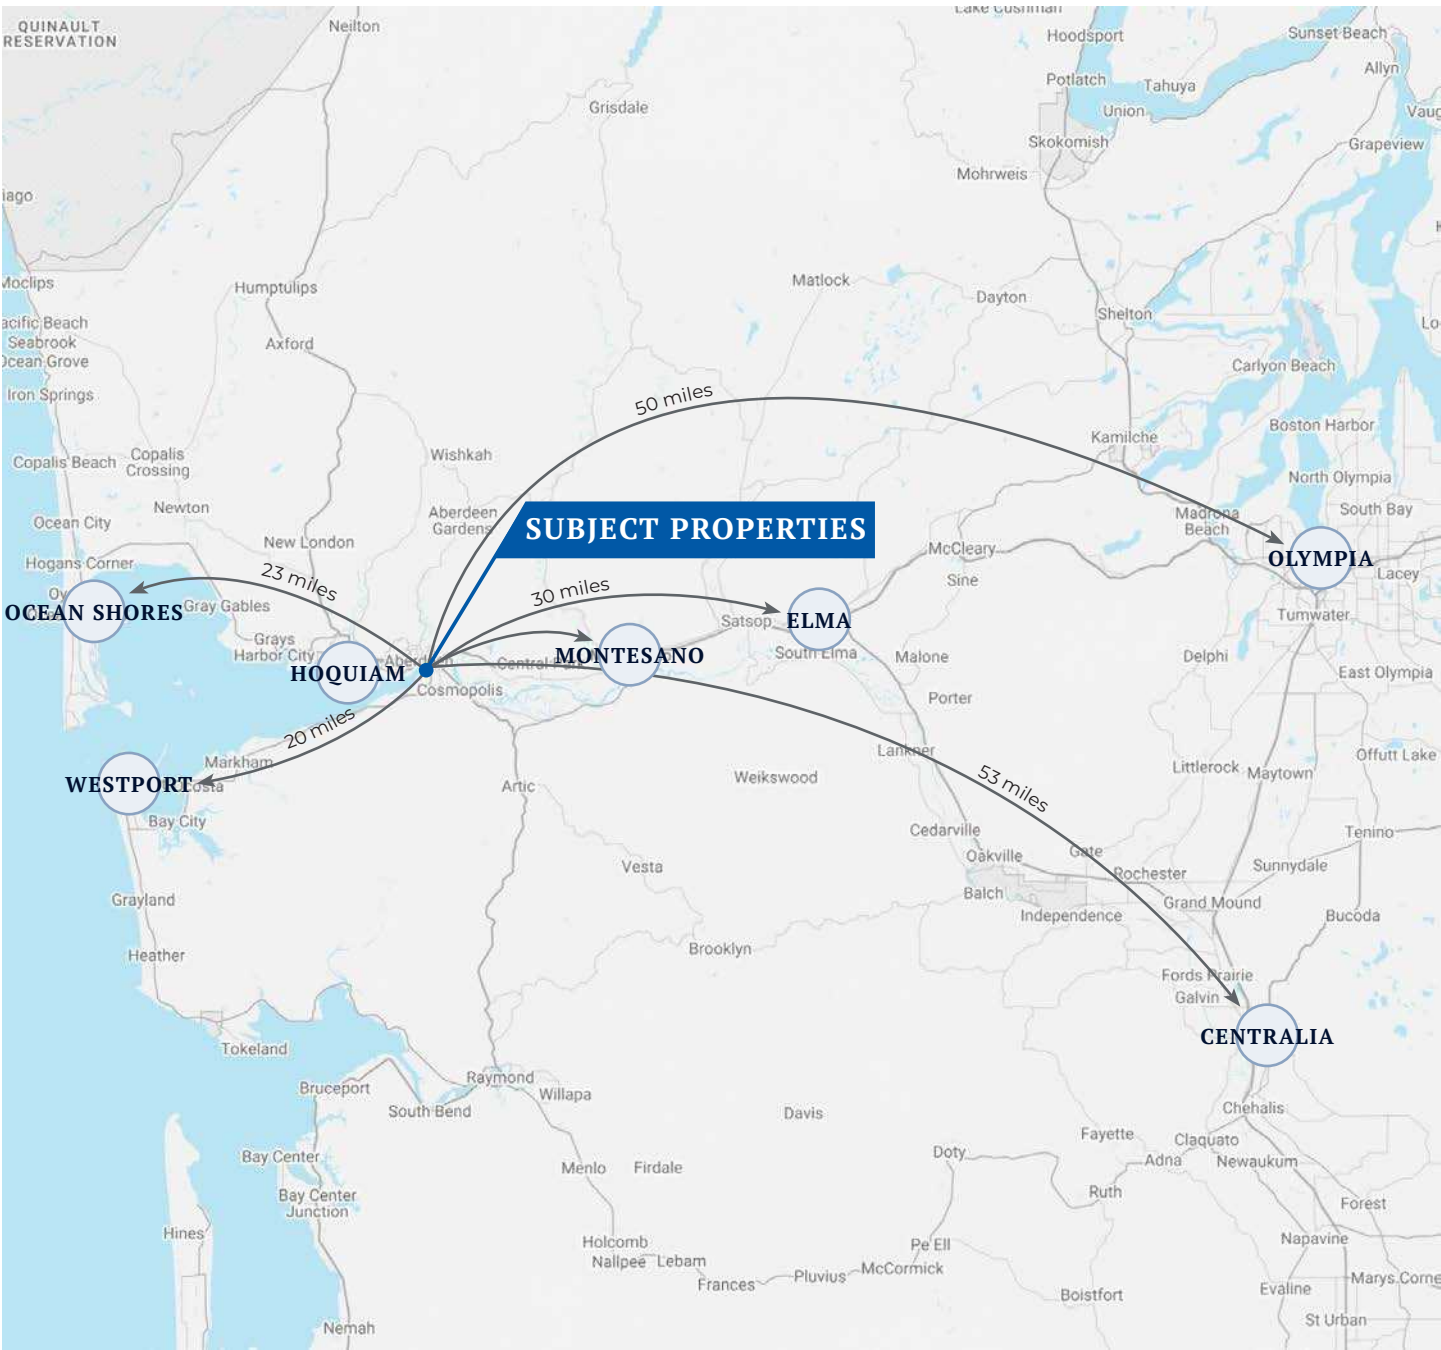 QUINAULT
RESERVATION
Neilton
Lake Cushman
Hoodsport
Sunset Beach
Allyn
Potlatch
Tahuya
Grisdale
Union
Skokomish
Grapeview
Mohrweis
Moclips
Humptulips
Matlock
Dayton
Shelton
Seabrook
Axford
Carlyon Beach
Iron Springs
50 miles
Boston Harbor
Kamilche
Copalis Beach
Copalis
Crossing
Wishkah
North Olympia
Newton
Aberdeen
Gardens
South Bay
Madrona
Beach
Ocean City
SUBJECT PROPERTIES
New London
McCleary
Hogans Corner
OLYMPIA
Lacey
23 miles
Sine
30 miles
OCEAN SHORES
Gray Gables
Tumwater
Satsop
ELMA
Grays
Harbor City
South Elma
Malone
Delphi
MONTESANO
HOQUIAM
Aberdeen
East Olympia
Cosmopolis
Porter
20 miles
Lankner
Offutt Lake
Markham
Littlerock
Maytown
53 miles
Weikswood
WESTPORT
Artic
Bay City
Cedarville
Tenino
Gate
Oakville
Vesta
Rochester
Sunnydale
Balch
Grayland
Grand Mound
Independence
Bucoda
Heather
Brooklyn
Fords Prairie
Galvin
CENTRALIA
Tokeland
Raymond
Bruceport
Willapa
South Bend
Davis
Chehalis
Fayette
Claquato
Bay Center
Doty
Adna
Newaukum
Menlo
Firdale
Bay Center
Junction
Ruth
Forest
Hines
Napavine
Holcomb
Pe Ell
Nallpee
Lebam
McCormick
Pluvius
Frances
Evaline
Boistfort
St Urban
Nemah